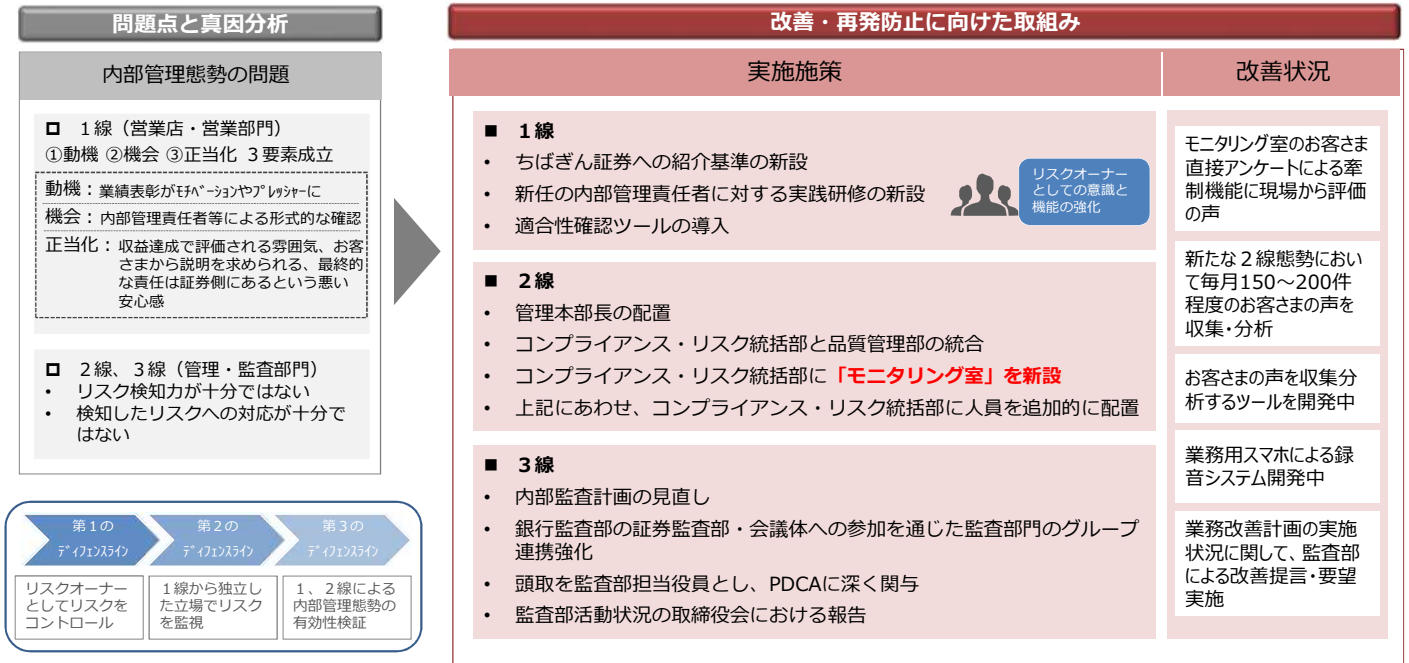 問題点と真因分析
内部管理態勢の問題
１線（営業店・営業部門）
①動機 ②機会 ③正当化 ３要素成立
動機：業績表彰がﾓﾁﾍﾞｰｼｮﾝやﾌﾟﾚｯｼｬｰに
機会：内部管理責任者等による形式的な確認
正当化：収益達成で評価される雰囲気、お客
さまから説明を求められる、最終的
な責任は証券側にあるという悪い
安心感
２線、３線（管理・監査部門）
• リスク検知力が十分ではない
• 検知したリスクへの対応が十分で
はない
第１の
ﾃﾞｨﾌｪﾝｽﾗｲﾝ
第２の
ﾃﾞｨﾌｪﾝｽﾗｲﾝ
第３の
ﾃﾞｨﾌｪﾝｽﾗｲﾝ
リスクオーナー
としてリスクを
コントロール
１線から独立し
た立場でリスク
を監視
１、２線による
内部管理態勢の
有効性検証
改善・再発防止に向けた取組み
実施施策
■ １線
• ちばぎん証券への紹介基準の新設
• 新任の内部管理責任者に対する実践研修の新設
• 適合性確認ツールの導入
リスクオーナー
としての意識と
機能の強化
■ ２線
• 管理本部長の配置
• コンプライアンス・リスク統括部と品質管理部の統合
• コンプライアンス・リスク統括部に「モニタリング室」を新設
• 上記にあわせ、コンプライアンス・リスク統括部に人員を追加的に配置
■ ３線
• 内部監査計画の見直し
• 銀行監査部の証券監査部・会議体への参加を通じた監査部門のグループ
連携強化
• 頭取を監査部担当役員とし、PDCAに深く関与
• 監査部活動状況の取締役会における報告
改善状況
モニタリング室のお客さま
直接アンケートによる牽
制機能に現場から評価
の声
新たな２線態勢におい
て毎月150～200件
程度のお客さまの声を
収集・分析
お客さまの声を収集分
析するツールを開発中
業務用スマホによる録
音システム開発中
業務改善計画の実施
状況に関して、監査部
による改善提言・要望
実施